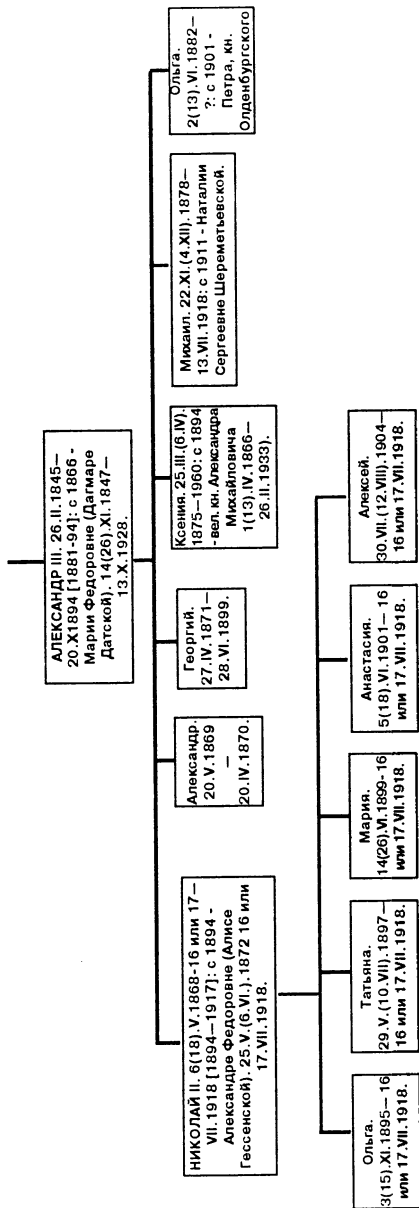 АЛЕКСАНДР III. 26.II.1845—
20.X1894 [1881-94]: с 1866 -
Марии Федоровне (Дагмаре
Датской). 14(26).XI.1847—
13.X.1928.
НИКОЛАЙ II. 6(18).V.1868-16 или 17—
VII.1918 [1894—1917]: с 1894 -
Александре Федоровне (Алисе
Гессенской). 25.V.(6.VI.).1872 16 или
17.VII.1918.
Александр.
20.V.1869
—
20.IV.1870.
Георгий.
27.IV.1871—
28.VI.1899.
Ксения. 25.III.(6.IV).
1875—1960: с 1894
- вел. кн. Александра
Михайловича
1(13).IV.1866—
26.II.1933).
Михаил. 22.XI.(4.XII).1878—
13.VII.1918: с 1911 - Наталии
Сергеевне Шереметьевской.
Ольга.
2(13).VI.1882—
?: с 1901 -
Петра, кн.
Олденбургского
Ольга.
3(15).XI.1895— 16
или 17.VII.1918.
Татьяна.
29.V.(10.VII).1897—
16 или 17.VII.1918.
Мария.
14(26).VI.1899-16
или 17.VII.1918.
Анастасия.
5(18).VI.1901— 16
или 17.VII.1918.
Алексей.
30.VII.(12.VIII).1904—
16 или 17.VII.1918.